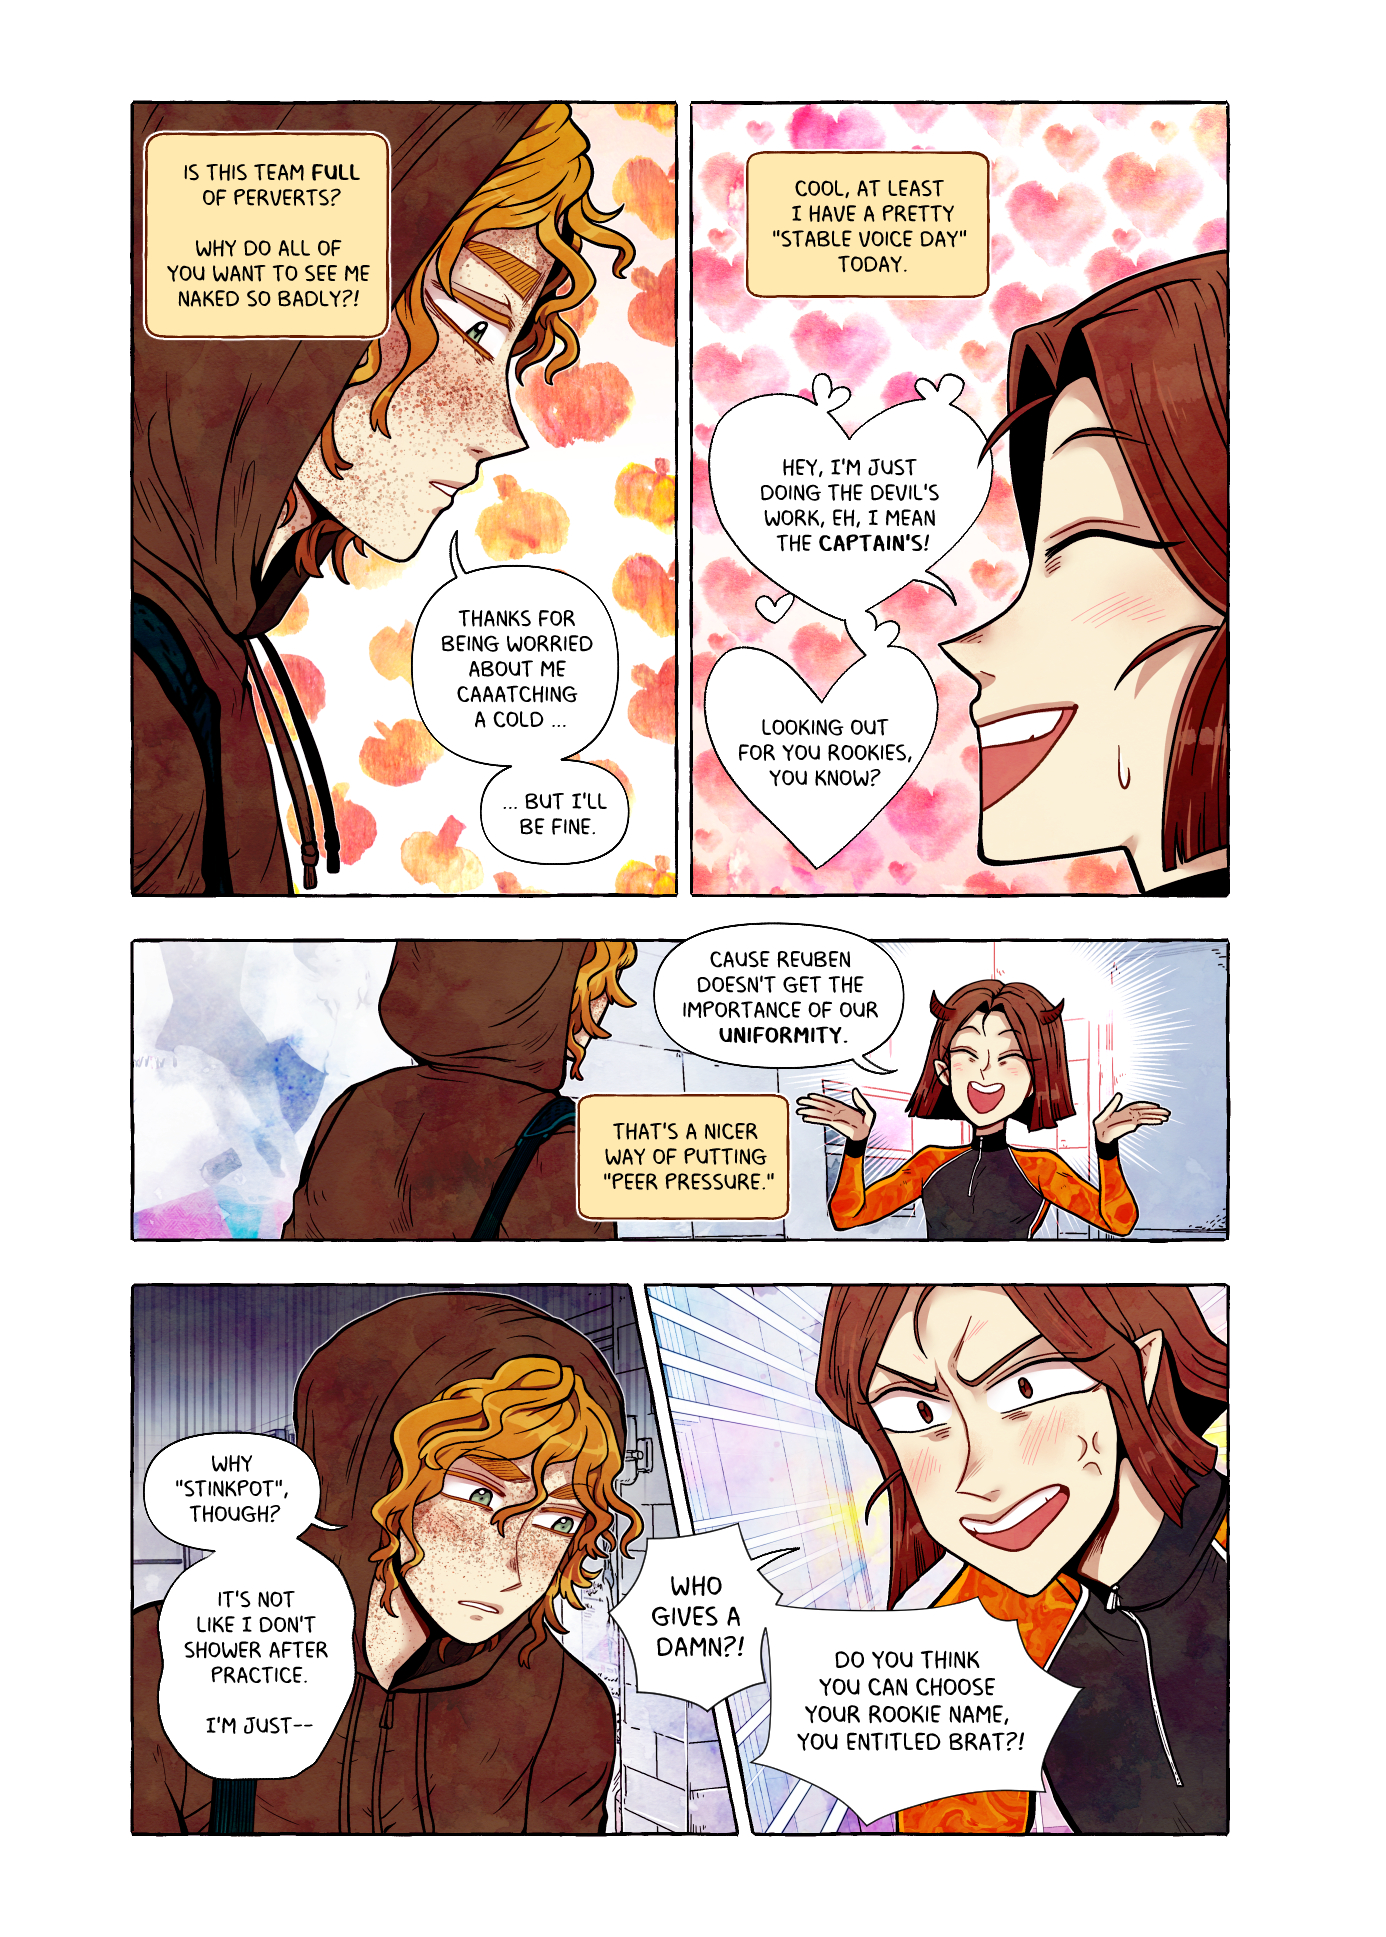 IS THIS TEAM FULL
OF PERVERTS?
WHY DO ALL OF
YOU WANT TO SEE ME
NAKED SO BADLY?!
THANKS FOR
BEING WORRIED
ABOUT ME
CAAATCHING
A COLD ...
... BUT I'LL
BE FINE.
COOL, AT LEAST
I HAVE A PRETTY
"STABLE VOICE DAY"
TODAY.
HEY, I'M JUST
DOING THE DEVIL'S
WORK, EH, I MEAN
THE CAPTAIN'S!
LOOKING OUT
FOR YOU ROOKIES,
YOU KNOW?
CAUSE REUBEN
DOESN'T GET THE
IMPORTANCE OF OUR
UNIFORMITY.
THAT'S A NICER
WAY OF PUTTING
"PEER PRESSURE."
WHY
"STINKPOT",
THOUGH?
IT'S NOT
LIKE I DON'T
SHOWER AFTER
PRACTICE.
I'M JUST--
WHO
GIVES A
DAMN?!
DO YOU THINK
YOU CAN CHOOSE
YOUR ROOKIE NAME,
YOU ENTITLED BRAT?!